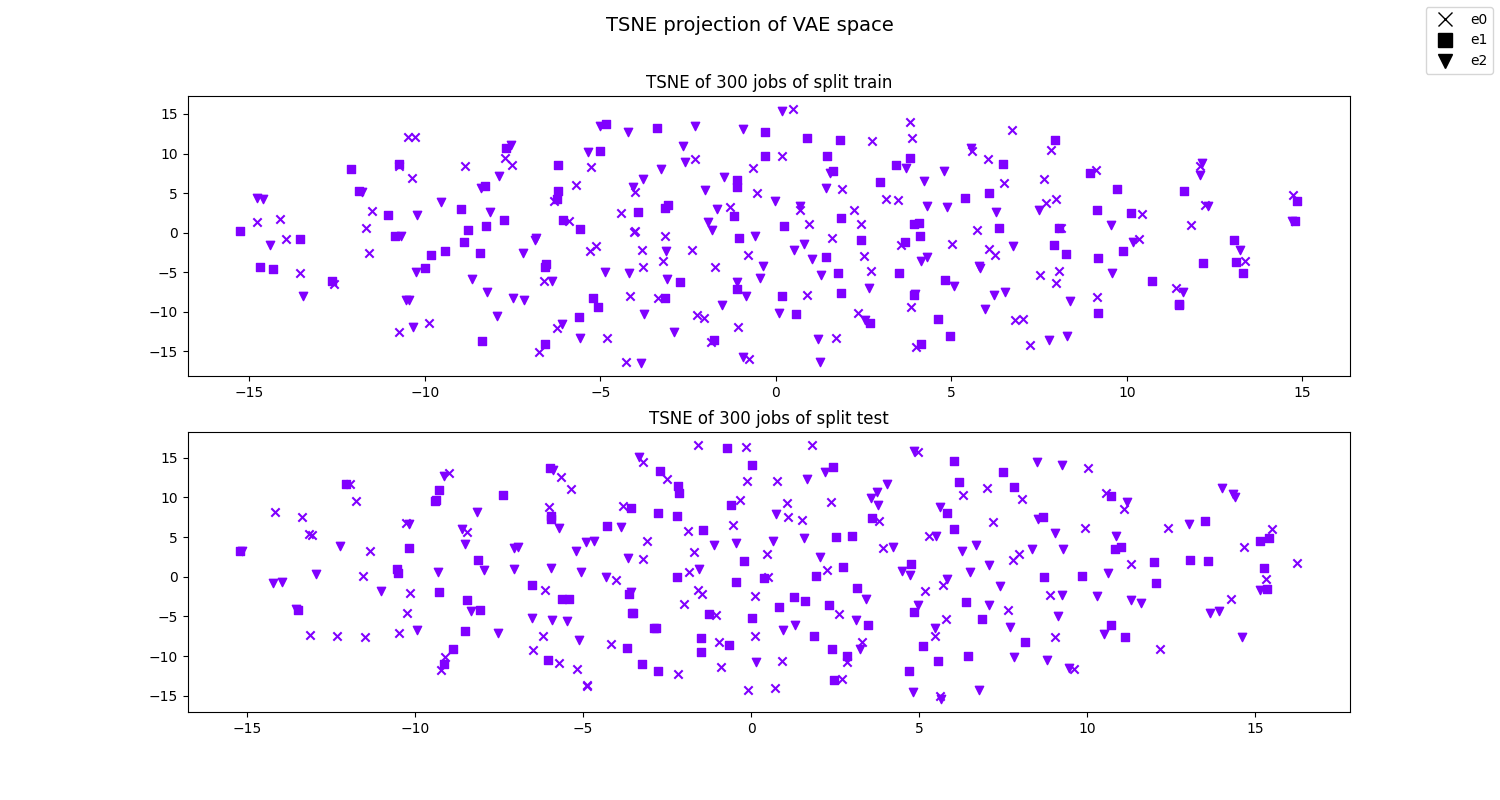 TSNE projection of VAE space
e0
e1
e2
TSNE of 300 jobs of split train
15
10
5
0
−5
−10
−15
−15 −10 −5 0 5 10 15
TSNE of 300 jobs of split test
15
10
5
0
−5
−10
−15
−15 −10 −5 0 5 10 15